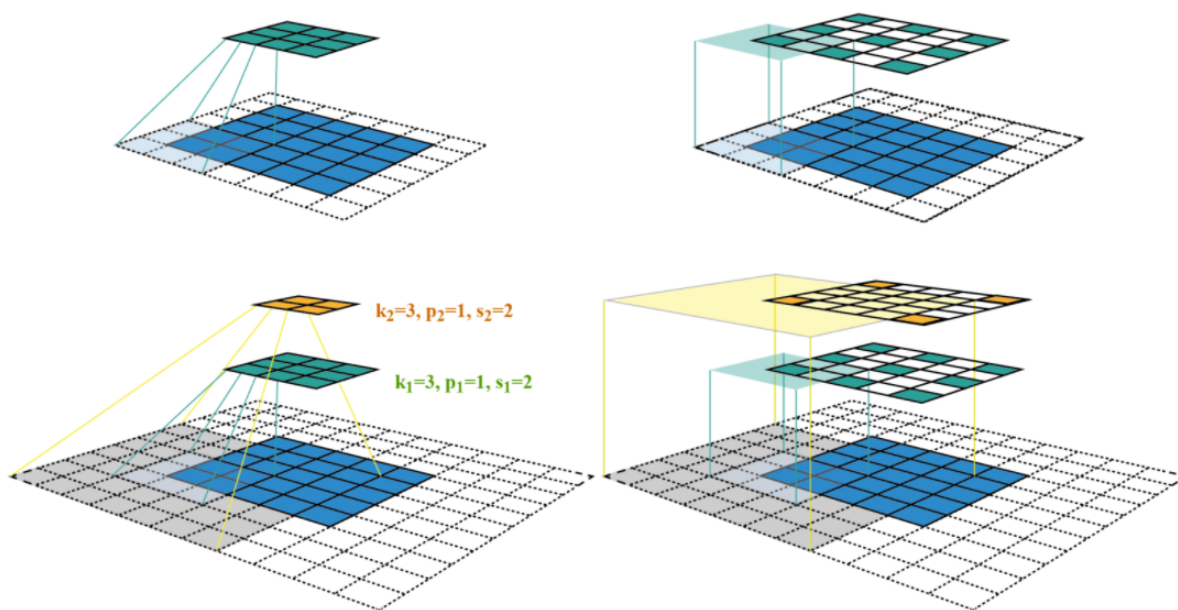 k₂=3, p₂=1, s₂=2
k₁=3, p₁=1, s₁=2